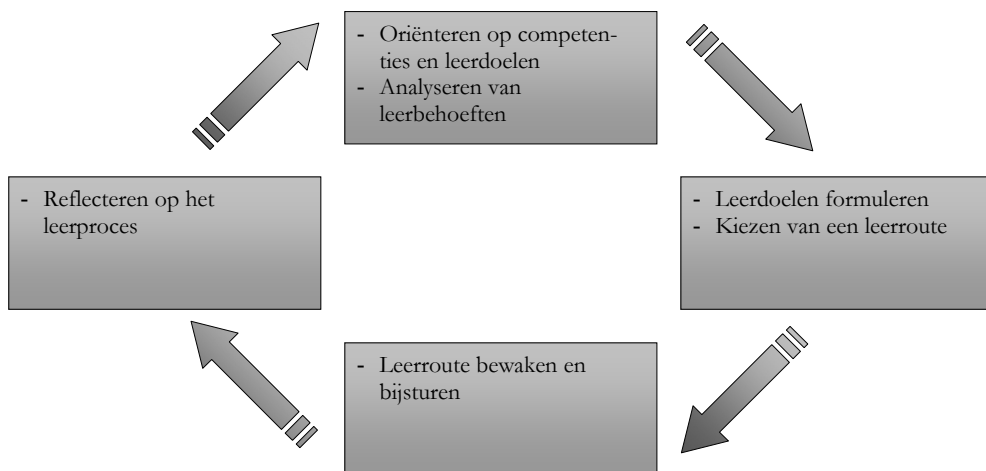 - Oriënteren op competen-
ties en leerdoelen
- Analyseren van
leerbehoeften
- Reflecteren op het
leerproces
- Leerdoelen formuleren
- Kiezen van een leerroute
- Leerroute bewaken en
bijsturen